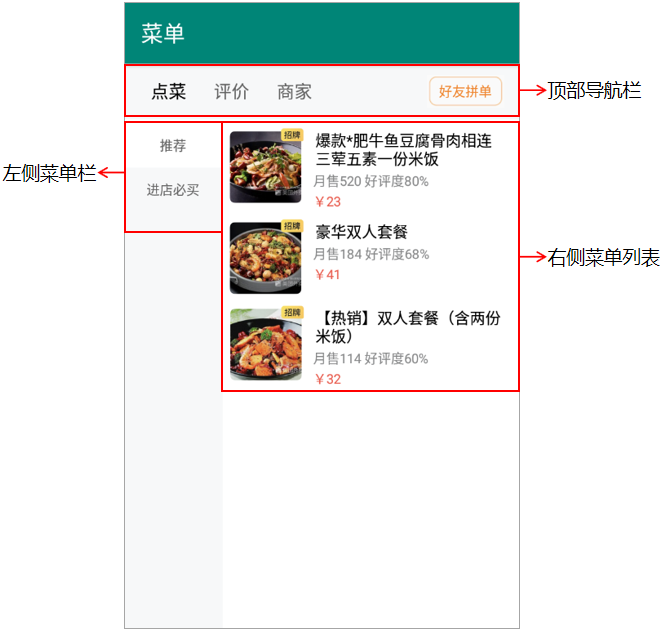 菜单
点菜 评价 商家 好友拼单
顶部导航栏
左侧菜单栏
推荐
进店必买
招牌
爆款*肥牛鱼豆腐骨肉相连
三荤五素一份米饭
月售520 好评度80%
￥23
招牌
豪华双人套餐
月售184 好评度68%
￥41
右侧菜单列表
招牌
【热销】双人套餐（含两份
米饭）
月售114 好评度60%
￥32